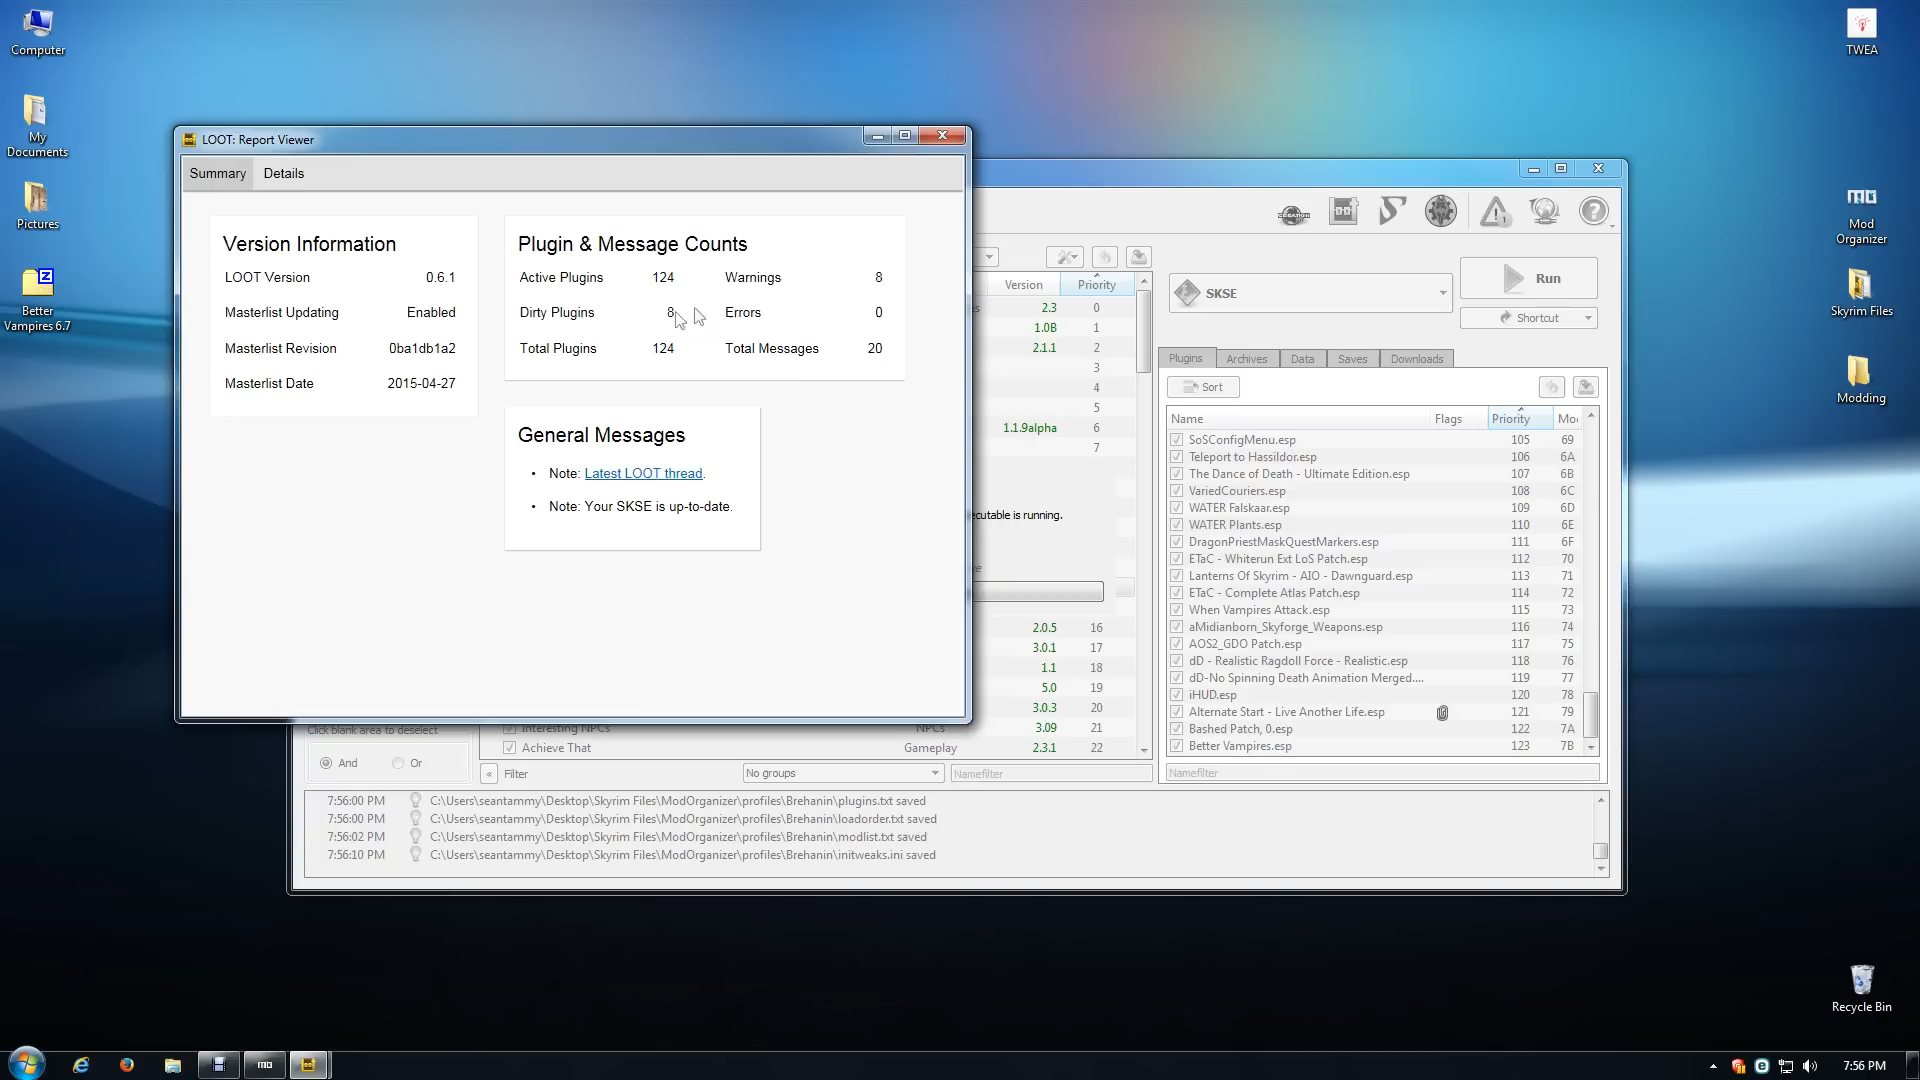 Computer
My
Documents
Pictures
Better
Vampires 6.7
TWEA
Mod
Organizer
Skyrim Files
Modding
Recycle Bin
LOOT: Report Viewer
Summary Details
Version Information
LOOT Version 0.6.1
Masterlist Updating Enabled
Masterlist Revision 0ba1db1a2
Masterlist Date 2015-04-27
Plugin & Message Counts
Active Plugins 124 Warnings 8
Dirty Plugins 8 Errors 0
Total Plugins 124 Total Messages 20
General Messages
• Note: Latest LOOT thread.
• Note: Your SKSE is up-to-date.
Version Priority
2.3 0
1.0B 1
2.1.1 2
3
4
5
1.1.9alpha 6
7
ecutable is running.
2.0.5 16
3.0.1 17
1.1 18
5.0 19
3.0.3 20
Interesting NPCs NPCs 3.09 21
Achieve That Gameplay 2.3.1 22
Click blank area to deselect
And Or
« Filter No groups Namefilter
SKSE
Run
Shortcut
Plugins Archives Data Saves Downloads
Sort
Name Flags Priority Mod
SoSConfigMenu.esp 105 69
Teleport to Hassildor.esp 106 6A
The Dance of Death - Ultimate Edition.esp 107 6B
VariedCouriers.esp 108 6C
WATER Falskaar.esp 109 6D
WATER Plants.esp 110 6E
DragonPriestMaskQuestMarkers.esp 111 6F
ETaC - Whiterun Ext LoS Patch.esp 112 70
Lanterns Of Skyrim - AIO - Dawnguard.esp 113 71
ETaC - Complete Atlas Patch.esp 114 72
When Vampires Attack.esp 115 73
aMidianborn_Skyforge_Weapons.esp 116 74
AOS2_GDO Patch.esp 117 75
dD - Realistic Ragdoll Force - Realistic.esp 118 76
dD-No Spinning Death Animation Merged.... 119 77
iHUD.esp 120 78
Alternate Start - Live Another Life.esp 121 79
Bashed Patch, 0.esp 122 7A
Better Vampires.esp 123 7B
Namefilter
7:56:00 PM C:\Users\seantammy\Desktop\Skyrim Files\ModOrganizer\profiles\Brehanin\plugins.txt saved
7:56:00 PM C:\Users\seantammy\Desktop\Skyrim Files\ModOrganizer\profiles\Brehanin\loadorder.txt saved
7:56:02 PM C:\Users\seantammy\Desktop\Skyrim Files\ModOrganizer\profiles\Brehanin\modlist.txt saved
7:56:10 PM C:\Users\seantammy\Desktop\Skyrim Files\ModOrganizer\profiles\Brehanin\initweaks.ini saved
7:56 PM